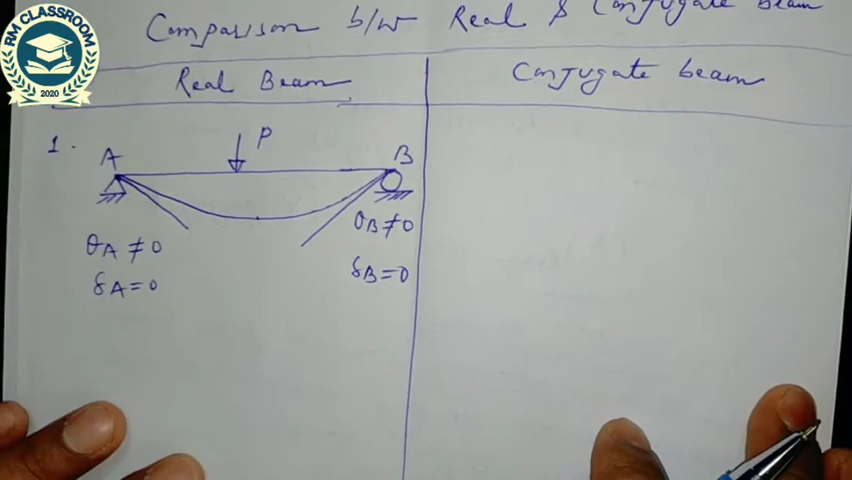 Comparison b/w Real & Conjugate Beam
RM CLASSROOM
2020
Real Beam
Conjugate beam
1.
P
A
B
θA ≠ 0
θB ≠ 0
δA = 0
δB = 0